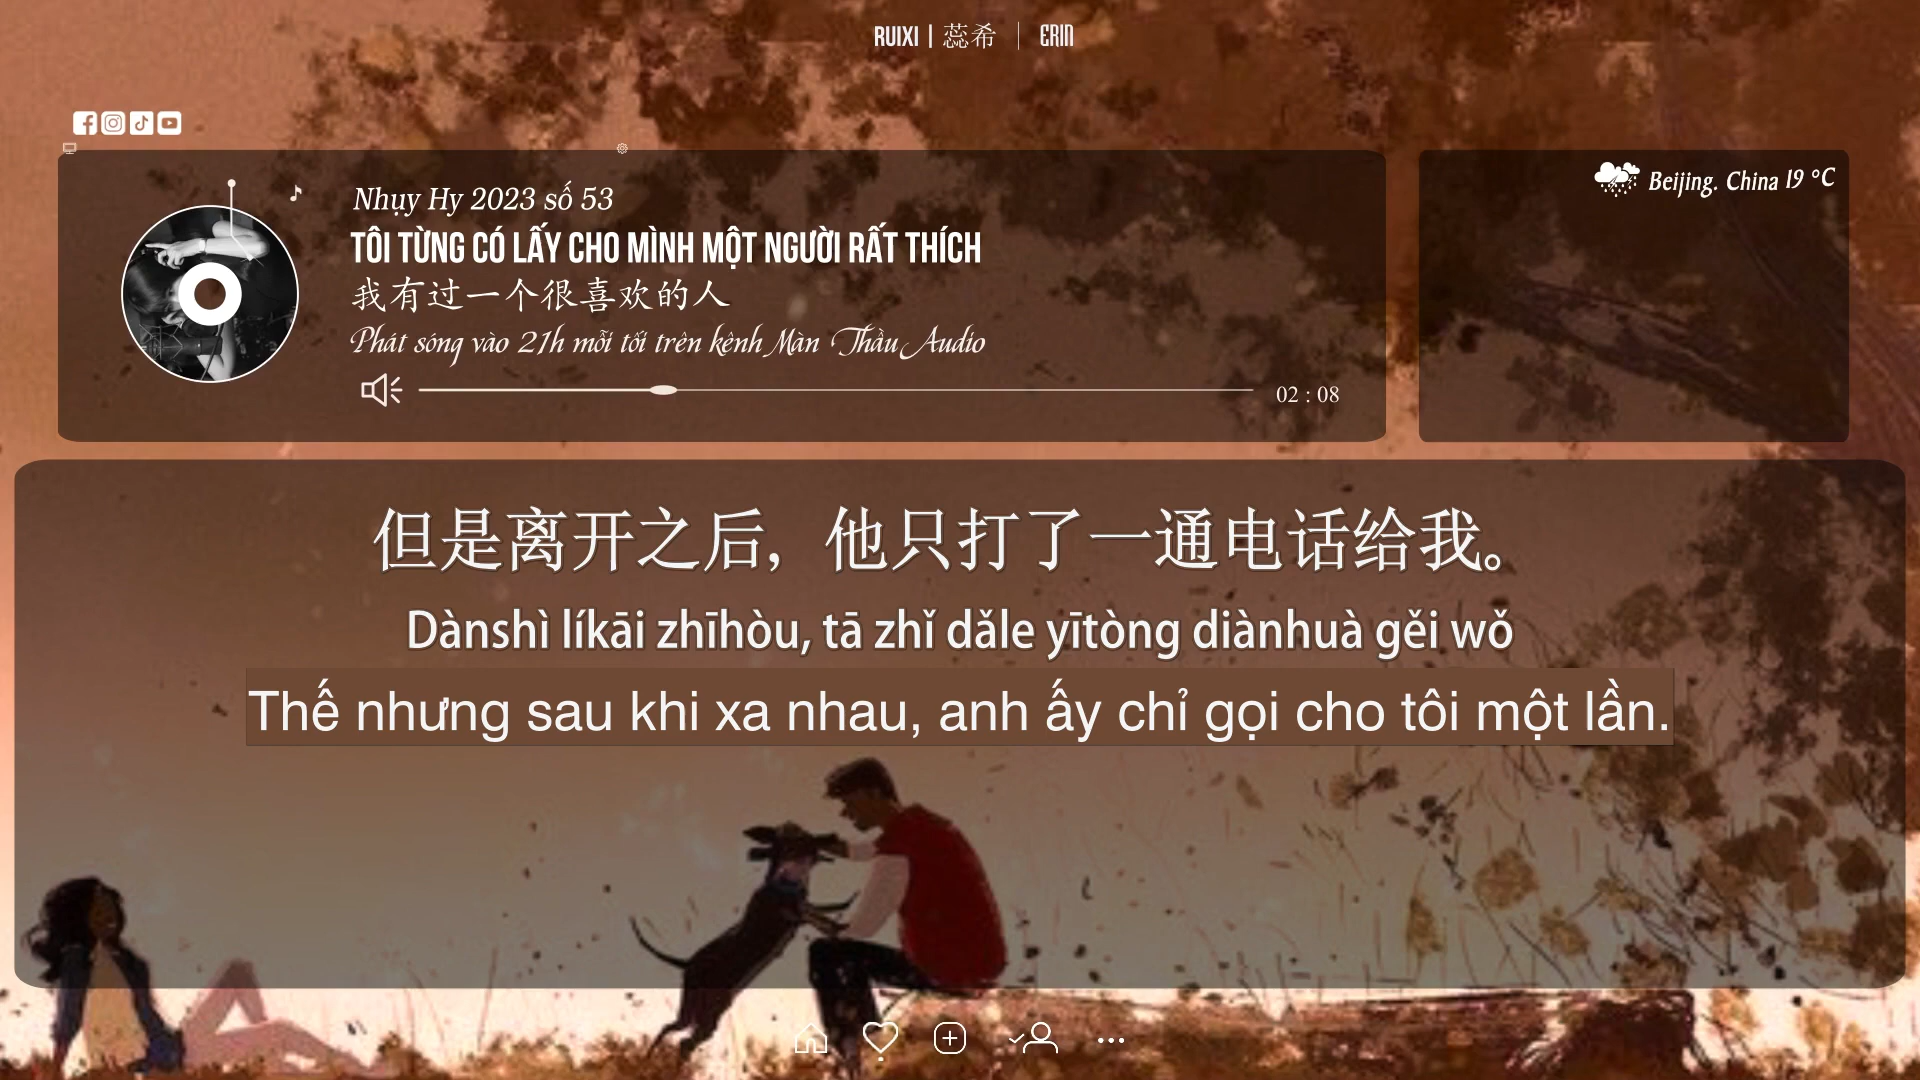 RUIXI | 蕊希 | ERIN
Nhụy Hy 2023 số 53
TÔI TỪNG CÓ LẤY CHO MÌNH MỘT NGƯỜI RẤT THÍCH
我有过一个很喜欢的人
Phát sóng vào 21h mỗi tối trên kênh Màn Thầu Audio
02 : 08
Beijing. China 19 °C
但是离开之后，他只打了一通电话给我。
Dànshì líkāi zhīhòu, tā zhǐ dǎle yītòng diànhuà gěi wǒ
Thế nhưng sau khi xa nhau, anh ấy chỉ gọi cho tôi một lần.